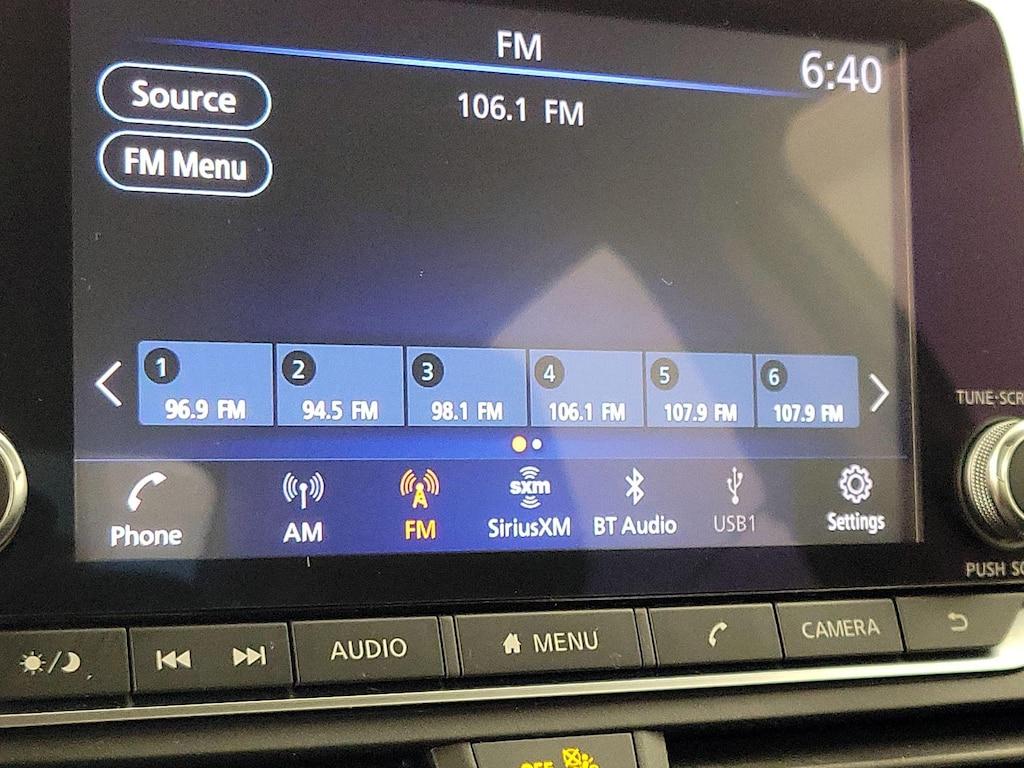 FM
6:40
Source
106.1 FM
FM Menu
1 2 3 4 5 6
96.9 FM 94.5 FM 98.1 FM 106.1 FM 107.9 FM 107.9 FM
Phone AM FM sxm SiriusXM BT Audio USB1 Settings
TUNE·SCR
PUSH SO
AUDIO MENU CAMERA
OFF